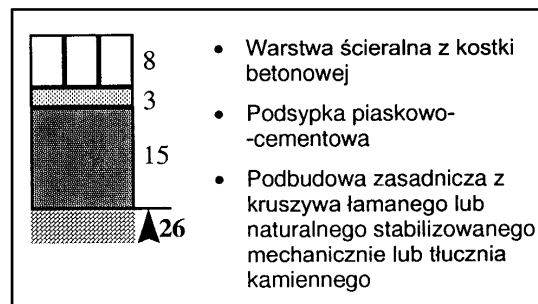 8
3
15
26
• Warstwa ścieralna z kostki
betonowej
• Podsypka piaskowo-
-cementowa
• Podbudowa zasadnicza z
kruszywa łamanego lub
naturalnego stabilizowanego
mechanicznie lub tłucznia
kamiennego